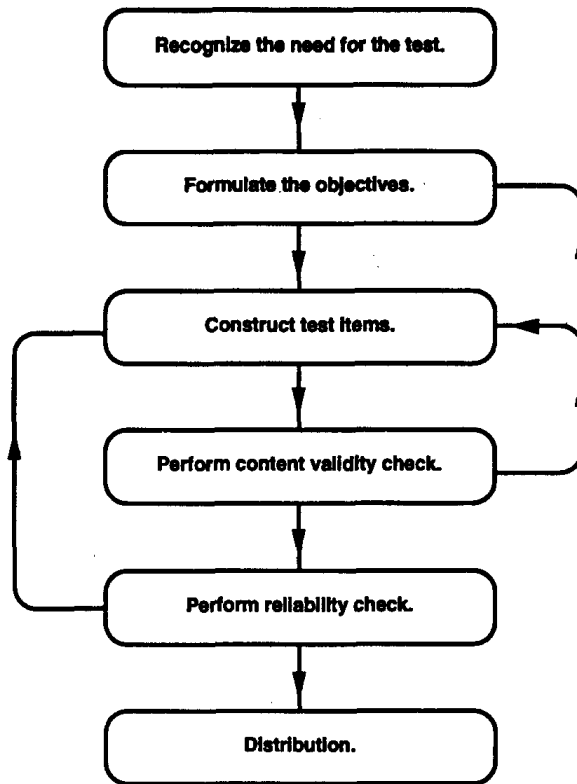 Recognize the need for the test.
Formulate the objectives.
Construct test items.
Perform content validity check.
Perform reliability check.
Distribution.